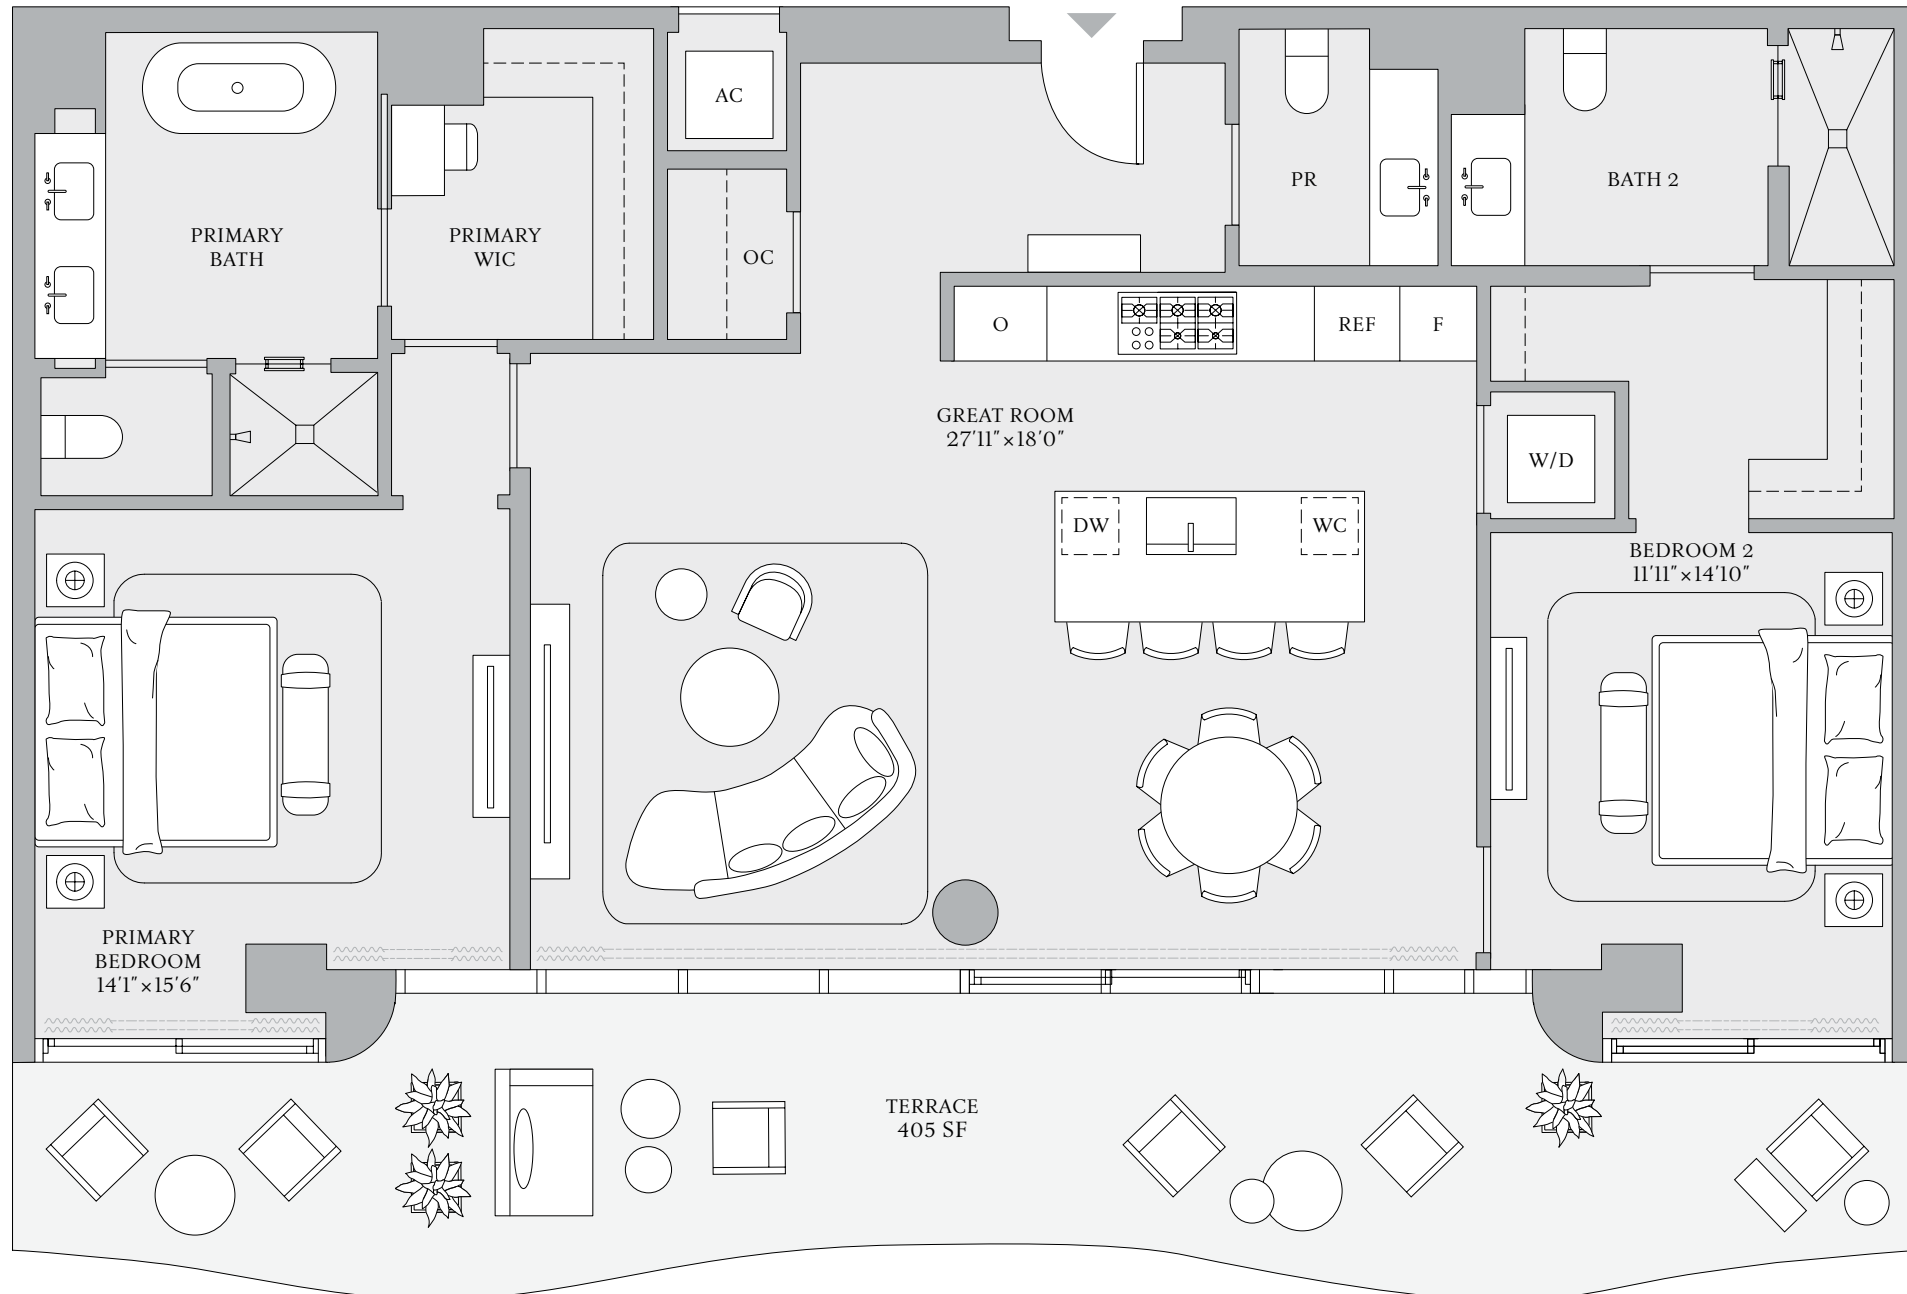 AC
PR
BATH 2
PRIMARY
BATH
PRIMARY
WIC
OC
O
REF
F
GREAT ROOM
27'11"×18'0"
W/D
DW
WC
BEDROOM 2
11'11"×14'10"
PRIMARY
BEDROOM
14'1"×15'6"
TERRACE
405 SF